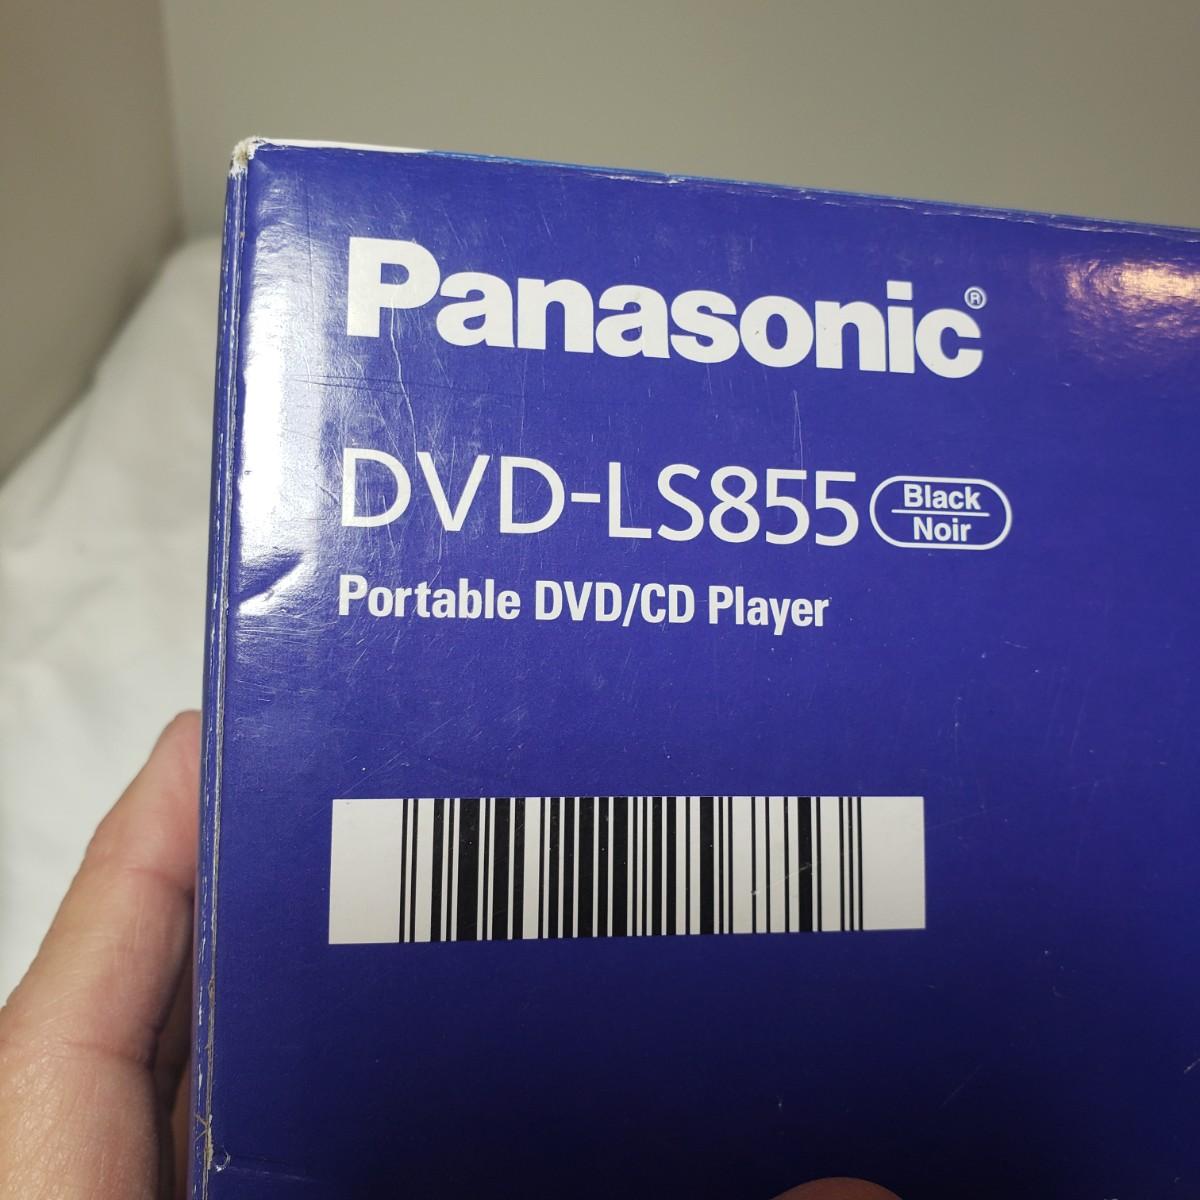 Panasonic®
DVD-LS855 Black
Noir
Portable DVD/CD Player